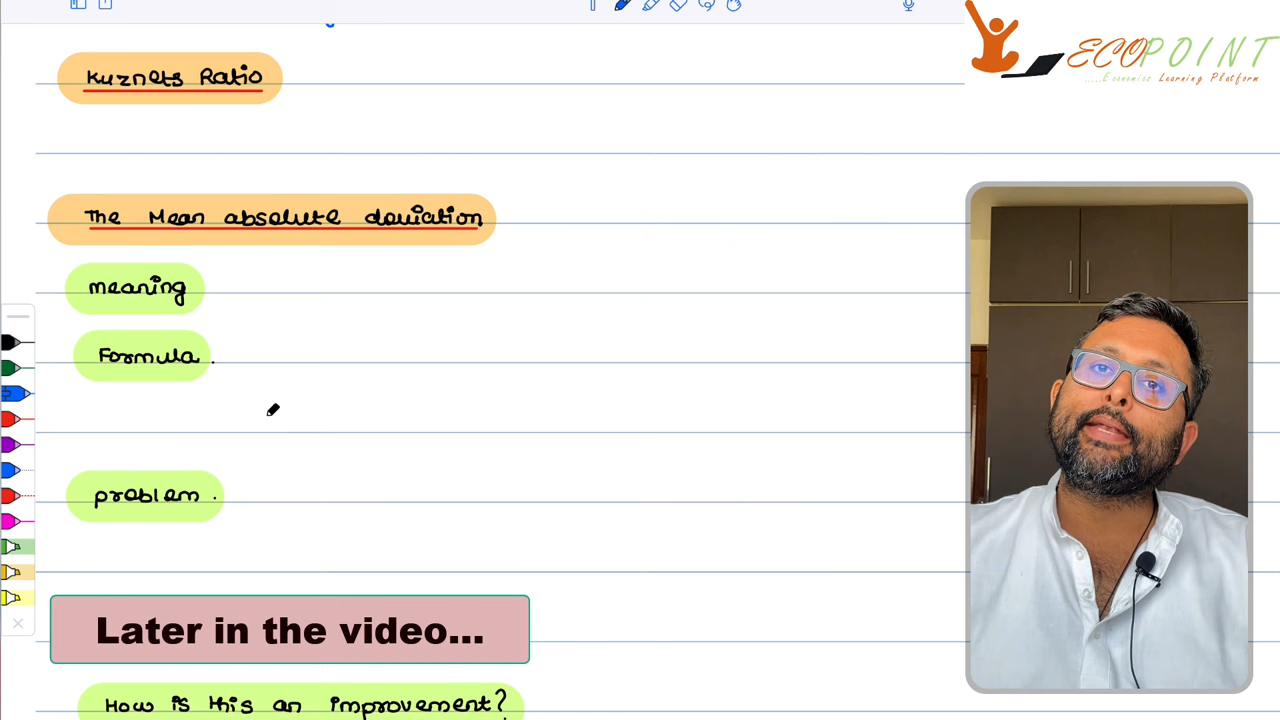 ECOPOINT
.....Economics Learning Platform
Kuznets Ratio
The Mean absolute deviation
meaning
Formula.
problem.
Later in the video...
How is this an improvement?